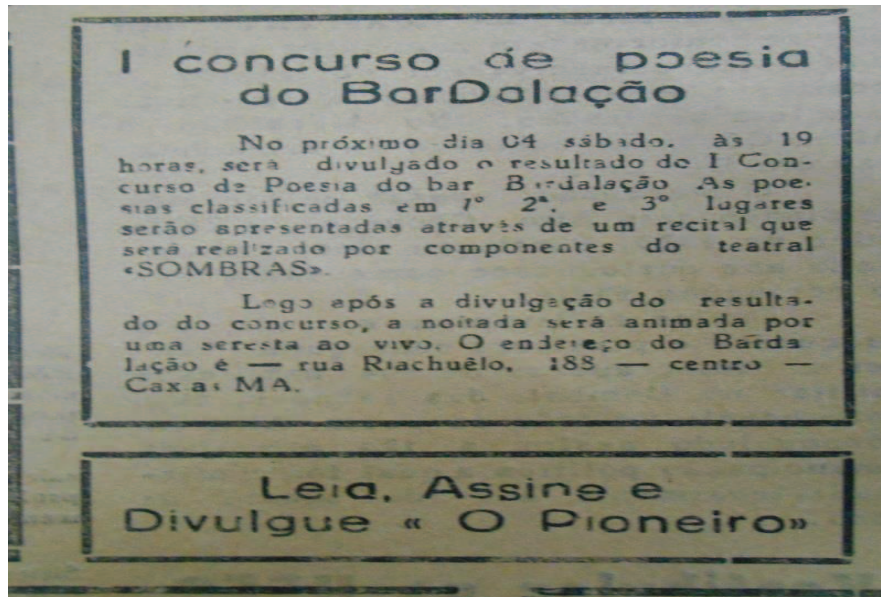 I concurso de poesia
do BarDalação
No próximo dia 04 sábado, às 19
horas, será divulgado o resultado do I Con-
curso de Poesia do bar Bardalação As poe-
sias classificadas em 1º 2ª, e 3º lugares
serão apresentadas através de um recital que
será realizado por componentes do teatral
«SOMBRAS».
Logo após a divulgação do resulta-
do do concurso, a noitada será animada por
uma seresta ao vivo. O endereço do Barda
lação é — rua Riachuêlo, 188 — centro —
Caxias MA.
Leia, Assine e
Divulgue « O Pioneiro»